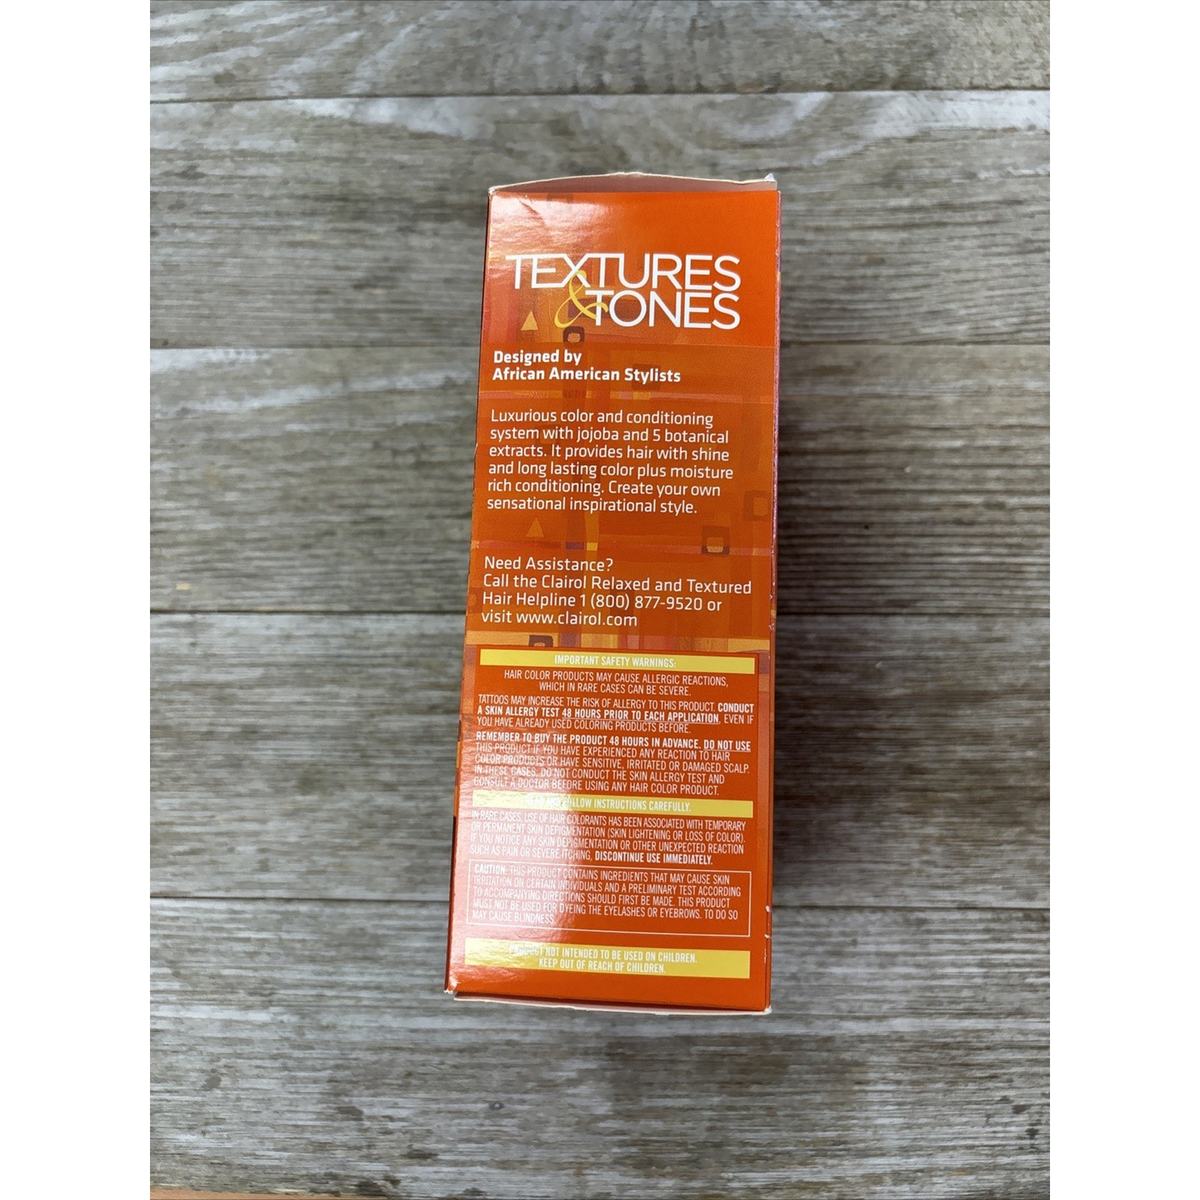 TEXTURES
& TONES
Designed by
African American Stylists
Luxurious color and conditioning
system with jojoba and 5 botanical
extracts. It provides hair with shine
and long lasting color plus moisture
rich conditioning. Create your own
sensational inspirational style.
Need Assistance?
Call the Clairol Relaxed and Textured
Hair Helpline 1 (800) 877-9520 or
visit www.clairol.com
IMPORTANT SAFETY WARNINGS:
HAIR COLOR PRODUCTS MAY CAUSE ALLERGIC REACTIONS,
WHICH IN RARE CASES CAN BE SEVERE.
TATTOOS MAY INCREASE THE RISK OF ALLERGY TO THIS PRODUCT. CONDUCT
A SKIN ALLERGY TEST 48 HOURS PRIOR TO EACH APPLICATION, EVEN IF
YOU HAVE ALREADY USED COLORING PRODUCTS BEFORE.
REMEMBER TO BUY THE PRODUCT 48 HOURS IN ADVANCE. DO NOT USE
THIS PRODUCT IF YOU HAVE EXPERIENCED ANY REACTION TO HAIR
COLOR PRODUCTS OR HAVE SENSITIVE, IRRITATED OR DAMAGED SCALP.
IN THESE CASES, DO NOT CONDUCT THE SKIN ALLERGY TEST AND
CONSULT A DOCTOR BEFORE USING ANY HAIR COLOR PRODUCT.
FOLLOW INSTRUCTIONS CAREFULLY.
IN RARE CASES, USE OF HAIR COLORANTS HAS BEEN ASSOCIATED WITH TEMPORARY
OR PERMANENT SKIN DEPIGMENTATION (SKIN LIGHTENING OR LOSS OF COLOR).
IF YOU NOTICE ANY SKIN DEPIGMENTATION OR OTHER UNEXPECTED REACTION
SUCH AS PAIN OR SEVERE ITCHING, DISCONTINUE USE IMMEDIATELY.
CAUTION: THIS PRODUCT CONTAINS INGREDIENTS THAT MAY CAUSE SKIN
IRRITATION ON CERTAIN INDIVIDUALS AND A PRELIMINARY TEST ACCORDING
TO ACCOMPANYING DIRECTIONS SHOULD FIRST BE MADE. THIS PRODUCT
MUST NOT BE USED FOR DYEING THE EYELASHES OR EYEBROWS. TO DO SO
MAY CAUSE BLINDNESS.
PRODUCT NOT INTENDED TO BE USED ON CHILDREN.
KEEP OUT OF REACH OF CHILDREN.